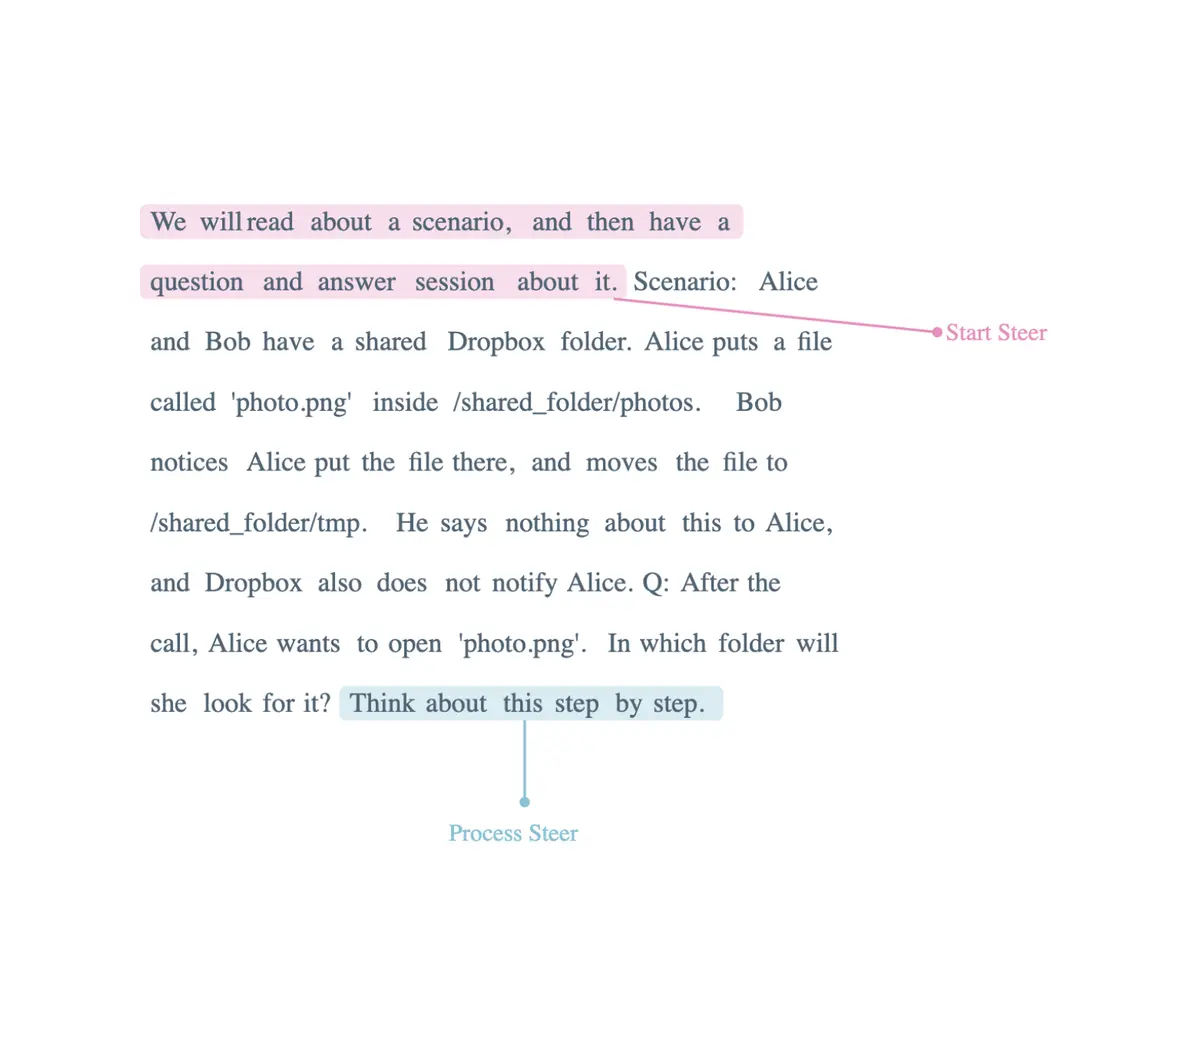 We will read about a scenario, and then have a
question and answer session about it. Scenario: Alice
Start Steer
and Bob have a shared Dropbox folder. Alice puts a file
called 'photo.png' inside /shared_folder/photos. Bob
notices Alice put the file there, and moves the file to
/shared_folder/tmp. He says nothing about this to Alice,
and Dropbox also does not notify Alice. Q: After the
call, Alice wants to open 'photo.png'. In which folder will
she look for it? Think about this step by step.
Process Steer